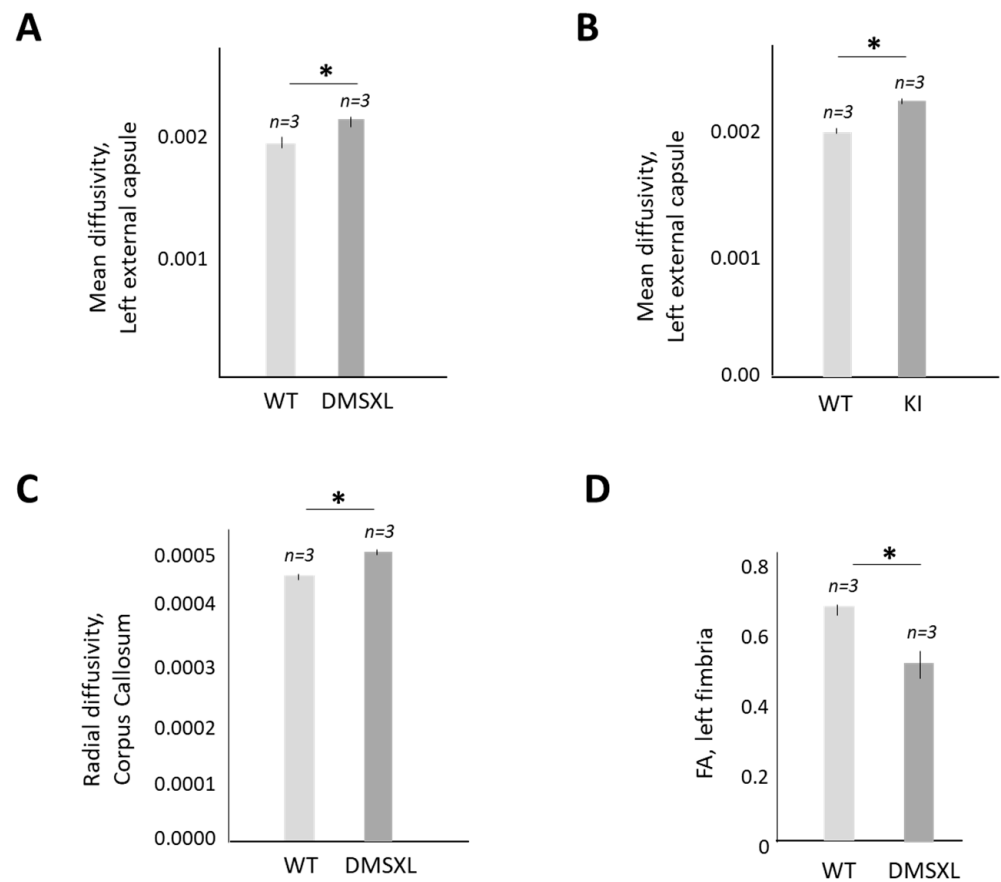 A
Mean diffusivity,
Left external capsule
0.002
0.001
*
n=3
n=3
WT DMSXL
B
Mean diffusivity,
Left external capsule
0.002
0.001
0.00
*
n=3
n=3
WT KI
C
Radial diffusivity,
Corpus Callosum
0.0005
0.0004
0.0003
0.0002
0.0001
0.0000
*
n=3
n=3
WT DMSXL
D
FA, left fimbria
0.8
0.6
0.4
0.2
0
*
n=3
n=3
WT DMSXL